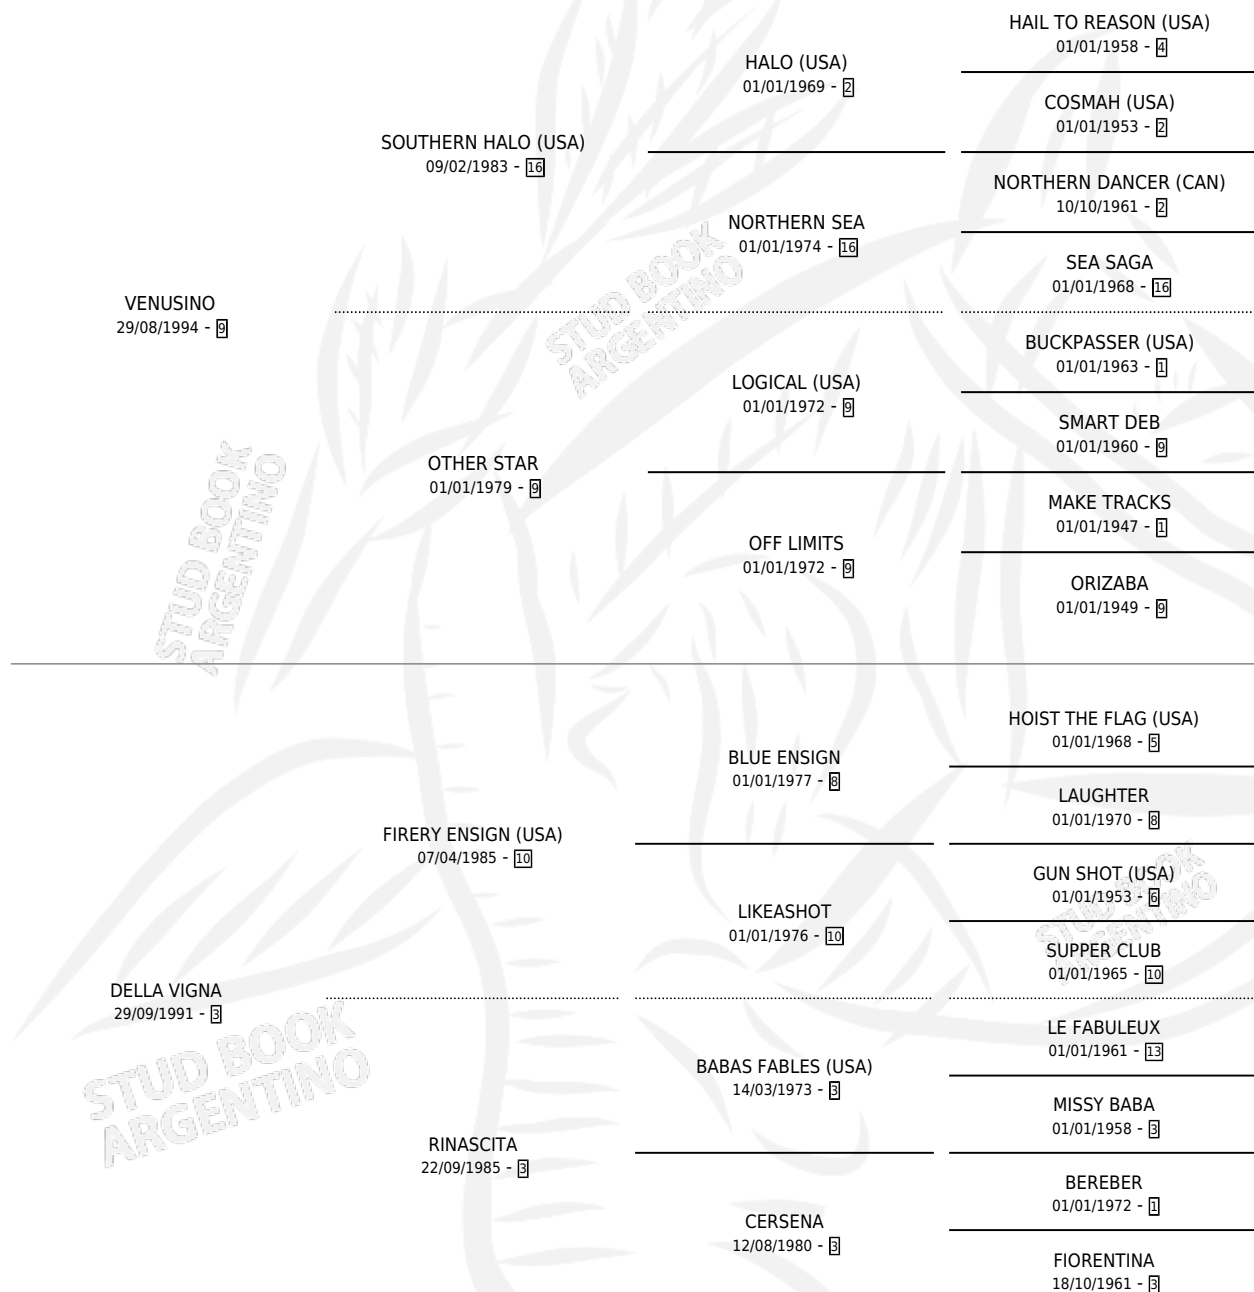 HAIL TO REASON (USA)
01/01/1958 - 4
HALO (USA)
01/01/1969 - 2
COSMAH (USA)
01/01/1953 - 2
SOUTHERN HALO (USA)
09/02/1983 - 16
NORTHERN DANCER (CAN)
10/10/1961 - 2
NORTHERN SEA
01/01/1974 - 16
SEA SAGA
01/01/1968 - 16
VENUSINO
29/08/1994 - 9
BUCKPASSER (USA)
01/01/1963 - 1
LOGICAL (USA)
01/01/1972 - 9
SMART DEB
01/01/1960 - 9
OTHER STAR
01/01/1979 - 9
MAKE TRACKS
01/01/1947 - 1
OFF LIMITS
01/01/1972 - 9
ORIZABA
01/01/1949 - 9
HOIST THE FLAG (USA)
01/01/1968 - 5
BLUE ENSIGN
01/01/1977 - 8
LAUGHTER
01/01/1970 - 8
FIRERY ENSIGN (USA)
07/04/1985 - 10
GUN SHOT (USA)
01/01/1953 - 6
LIKEASHOT
01/01/1976 - 10
SUPPER CLUB
01/01/1965 - 10
DELLA VIGNA
29/09/1991 - 3
LE FABULEUX
01/01/1961 - 13
BABAS FABLES (USA)
14/03/1973 - 3
MISSY BABA
01/01/1958 - 3
RINASCITA
22/09/1985 - 3
BEREBER
01/01/1972 - 1
CERSENA
12/08/1980 - 3
FIORENTINA
18/10/1961 - 3
STUD BOOK
ARGENTINO
STUD BOOK
ARGENTINO
STUD BOOK
ARGENTINO
STUD BOOK
ARGENTINO